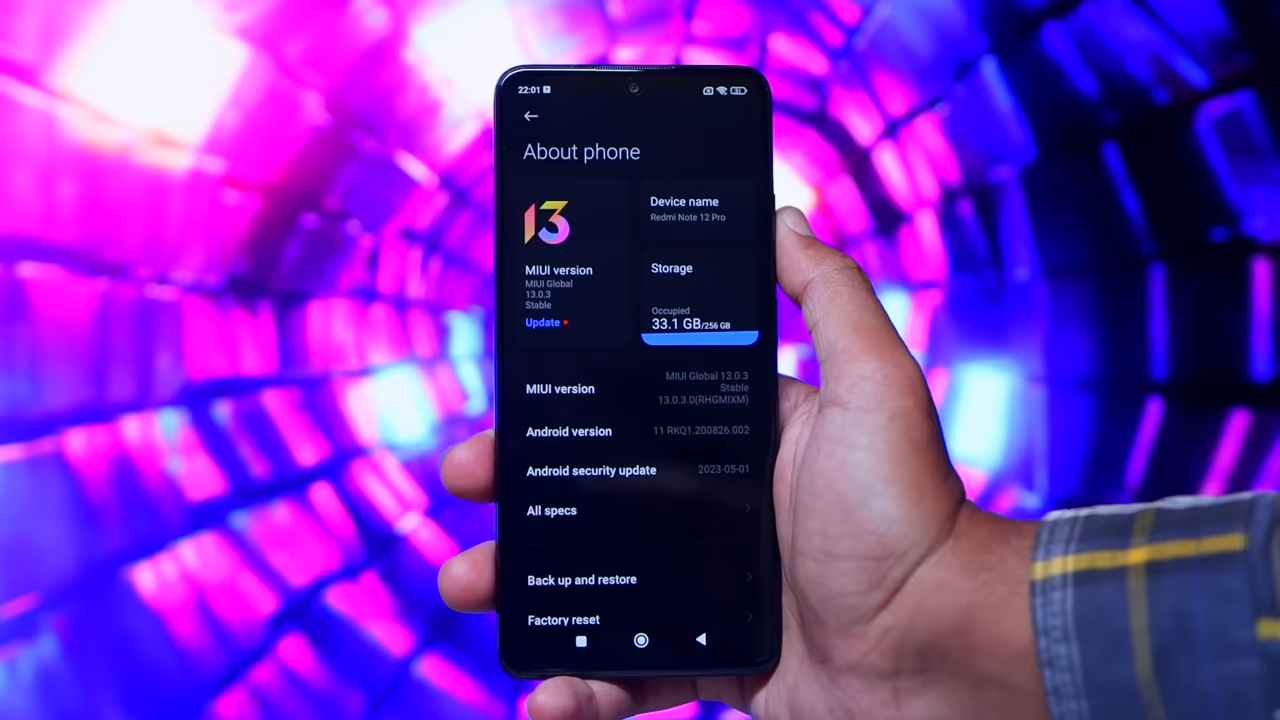 22:01
31
About phone
13
Device name
Redmi Note 12 Pro
MIUI version
MIUI Global
13.0.3
Stable
Update
Storage
Occupied
33.1 GB/256 GB
MIUI version
MIUI Global 13.0.3
Stable
13.0.3.0(RHGMIXM)
Android version
11 RKQ1.200826.002
Android security update
2023-05-01
All specs
Back up and restore
Factory reset